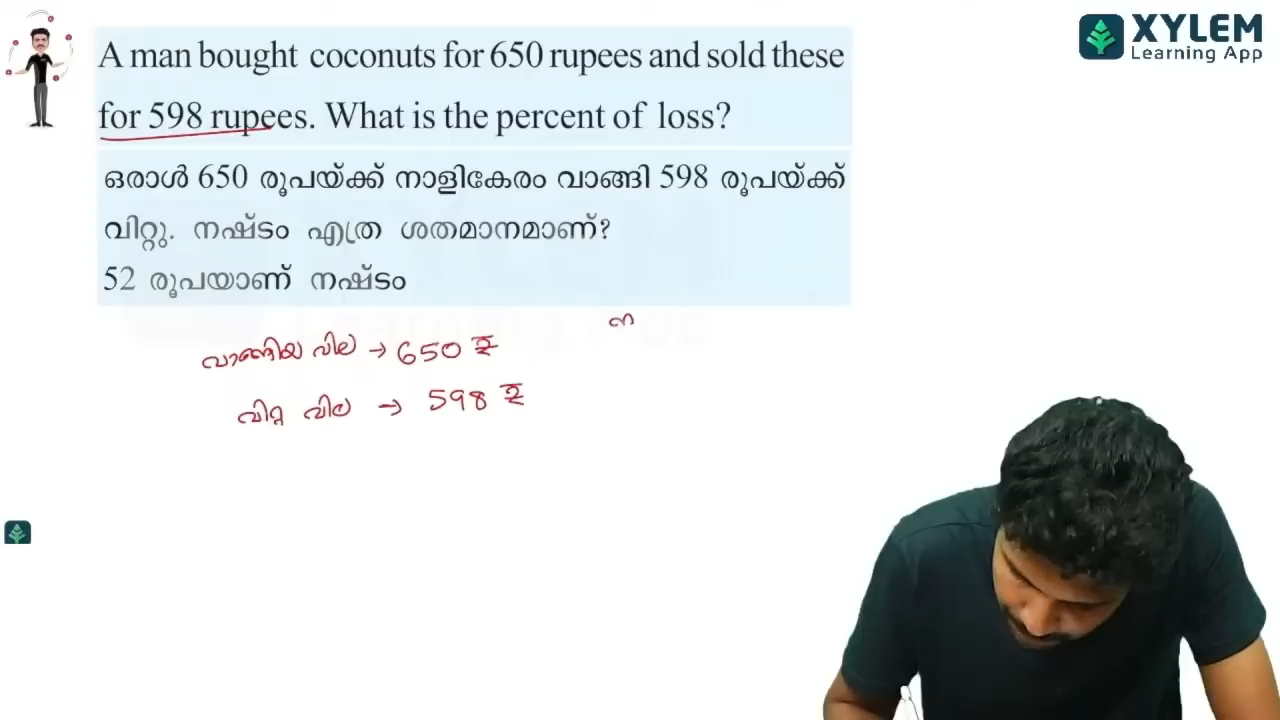 XYLEM
Learning App
A man bought coconuts for 650 rupees and sold these
for 598 rupees. What is the percent of loss?
ഒരാൾ 650 രൂപയ്ക്ക് നാളികേരം വാങ്ങി 598 രൂപയ്ക്ക്
വിറ്റു. നഷ്ടം എത്ര ശതമാനമാണ്?
52 രൂപയാണ് നഷ്ടം
ന
വാങ്ങിയ വില → 650 ₹
വിറ്റ വില → 598 ₹